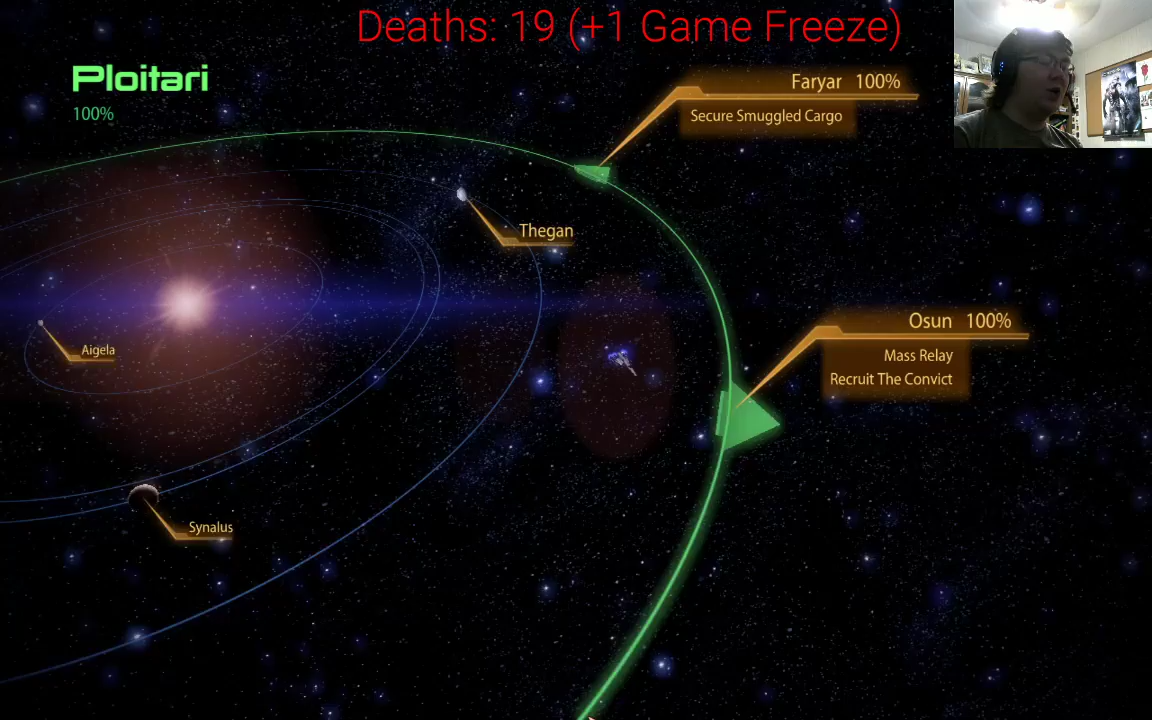 Deaths: 19 (+1 Game Freeze)
Ploitari
100%
Faryar 100%
Secure Smuggled Cargo
Thegan
Osun 100%
Mass Relay
Recruit The Convict
Aigela
Synalus